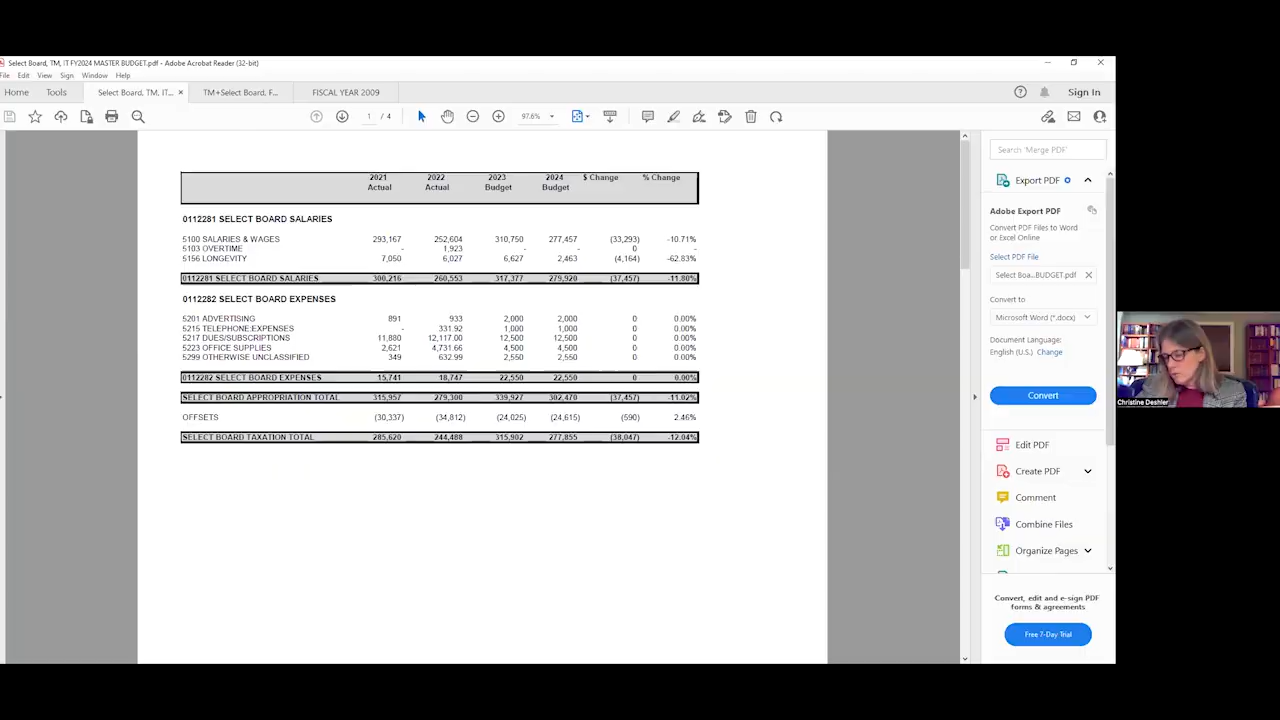 Select Board, TM, IT FY2024 MASTER BUDGET.pdf - Adobe Acrobat Reader (32-bit)
File Edit View Sign Window Help
Home Tools Select Board, TM, IT... × TM+Select Board, F... FISCAL YEAR 2009 Sign In
1 / 4 97.6%
2021 2022 2023 2024 $ Change % Change
Actual Actual Budget Budget
0112281 SELECT BOARD SALARIES
5100 SALARIES & WAGES 293,167 252,604 310,750 277,457 (33,293) -10.71%
5103 OVERTIME - 1,923 - - 0 -
5156 LONGEVITY 7,050 6,027 6,627 2,463 (4,164) -62.83%
0112281 SELECT BOARD SALARIES 300,216 260,553 317,377 279,920 (37,457) -11.80%
0112282 SELECT BOARD EXPENSES
5201 ADVERTISING 891 933 2,000 2,000 0 0.00%
5215 TELEPHONE:EXPENSES - 331.92 1,000 1,000 0 0.00%
5217 DUES/SUBSCRIPTIONS 11,880 12,117.00 12,500 12,500 0 0.00%
5223 OFFICE SUPPLIES 2,621 4,731.66 4,500 4,500 0 0.00%
5299 OTHERWISE UNCLASSIFIED 349 632.99 2,550 2,550 0 0.00%
0112282 SELECT BOARD EXPENSES 15,741 18,747 22,550 22,550 0 0.00%
SELECT BOARD APPROPRIATION TOTAL 315,957 279,300 339,927 302,470 (37,457) -11.02%
OFFSETS (30,337) (34,812) (24,025) (24,615) (590) 2.46%
SELECT BOARD TAXATION TOTAL 285,620 244,488 315,902 277,855 (38,047) -12.04%
Search 'Merge PDF'
Export PDF
Adobe Export PDF
Convert PDF Files to Word
or Excel Online
Select PDF File
Select Boa...BUDGET.pdf
Convert to
Microsoft Word (*.docx)
Document Language:
English (U.S.) Change
Convert
Edit PDF
Create PDF
Comment
Combine Files
Organize Pages
Convert, edit and e-sign PDF
forms & agreements
Free 7-Day Trial
Christine Deshler